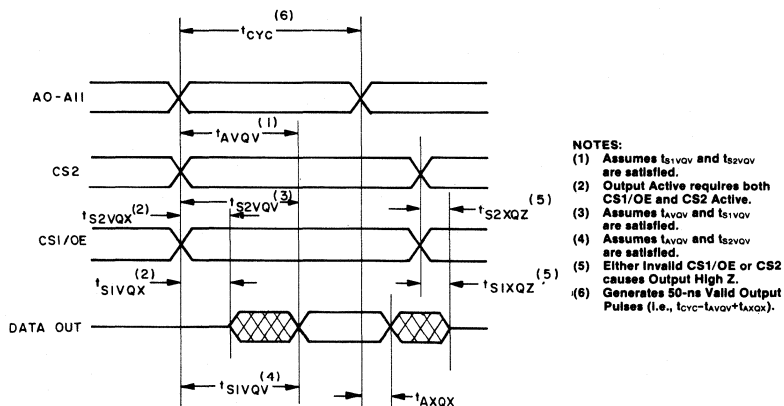 (6)
tCYC
A0-A11
(1)
tAVQV
CS2
(2) (3) (5)
tS2VQX tS2VQV tS2XQZ
CS1/OE
(2) (5)
tS1VQX tS1XQZ
DATA OUT
(4)
tS1VQV
tAXQX
NOTES:
(1) Assumes tS1VQV and tS2VQV
are satisfied.
(2) Output Active requires both
CS1/OE and CS2 Active.
(3) Assumes tAVQV and tS1VQV
are satisfied.
(4) Assumes tAVQV and tS2VQV
are satisfied.
(5) Either Invalid CS1/OE or CS2
causes Output High Z.
(6) Generates 50-ns Valid Output
Pulses (i.e., tCYC-tAVQV+tAXQX).